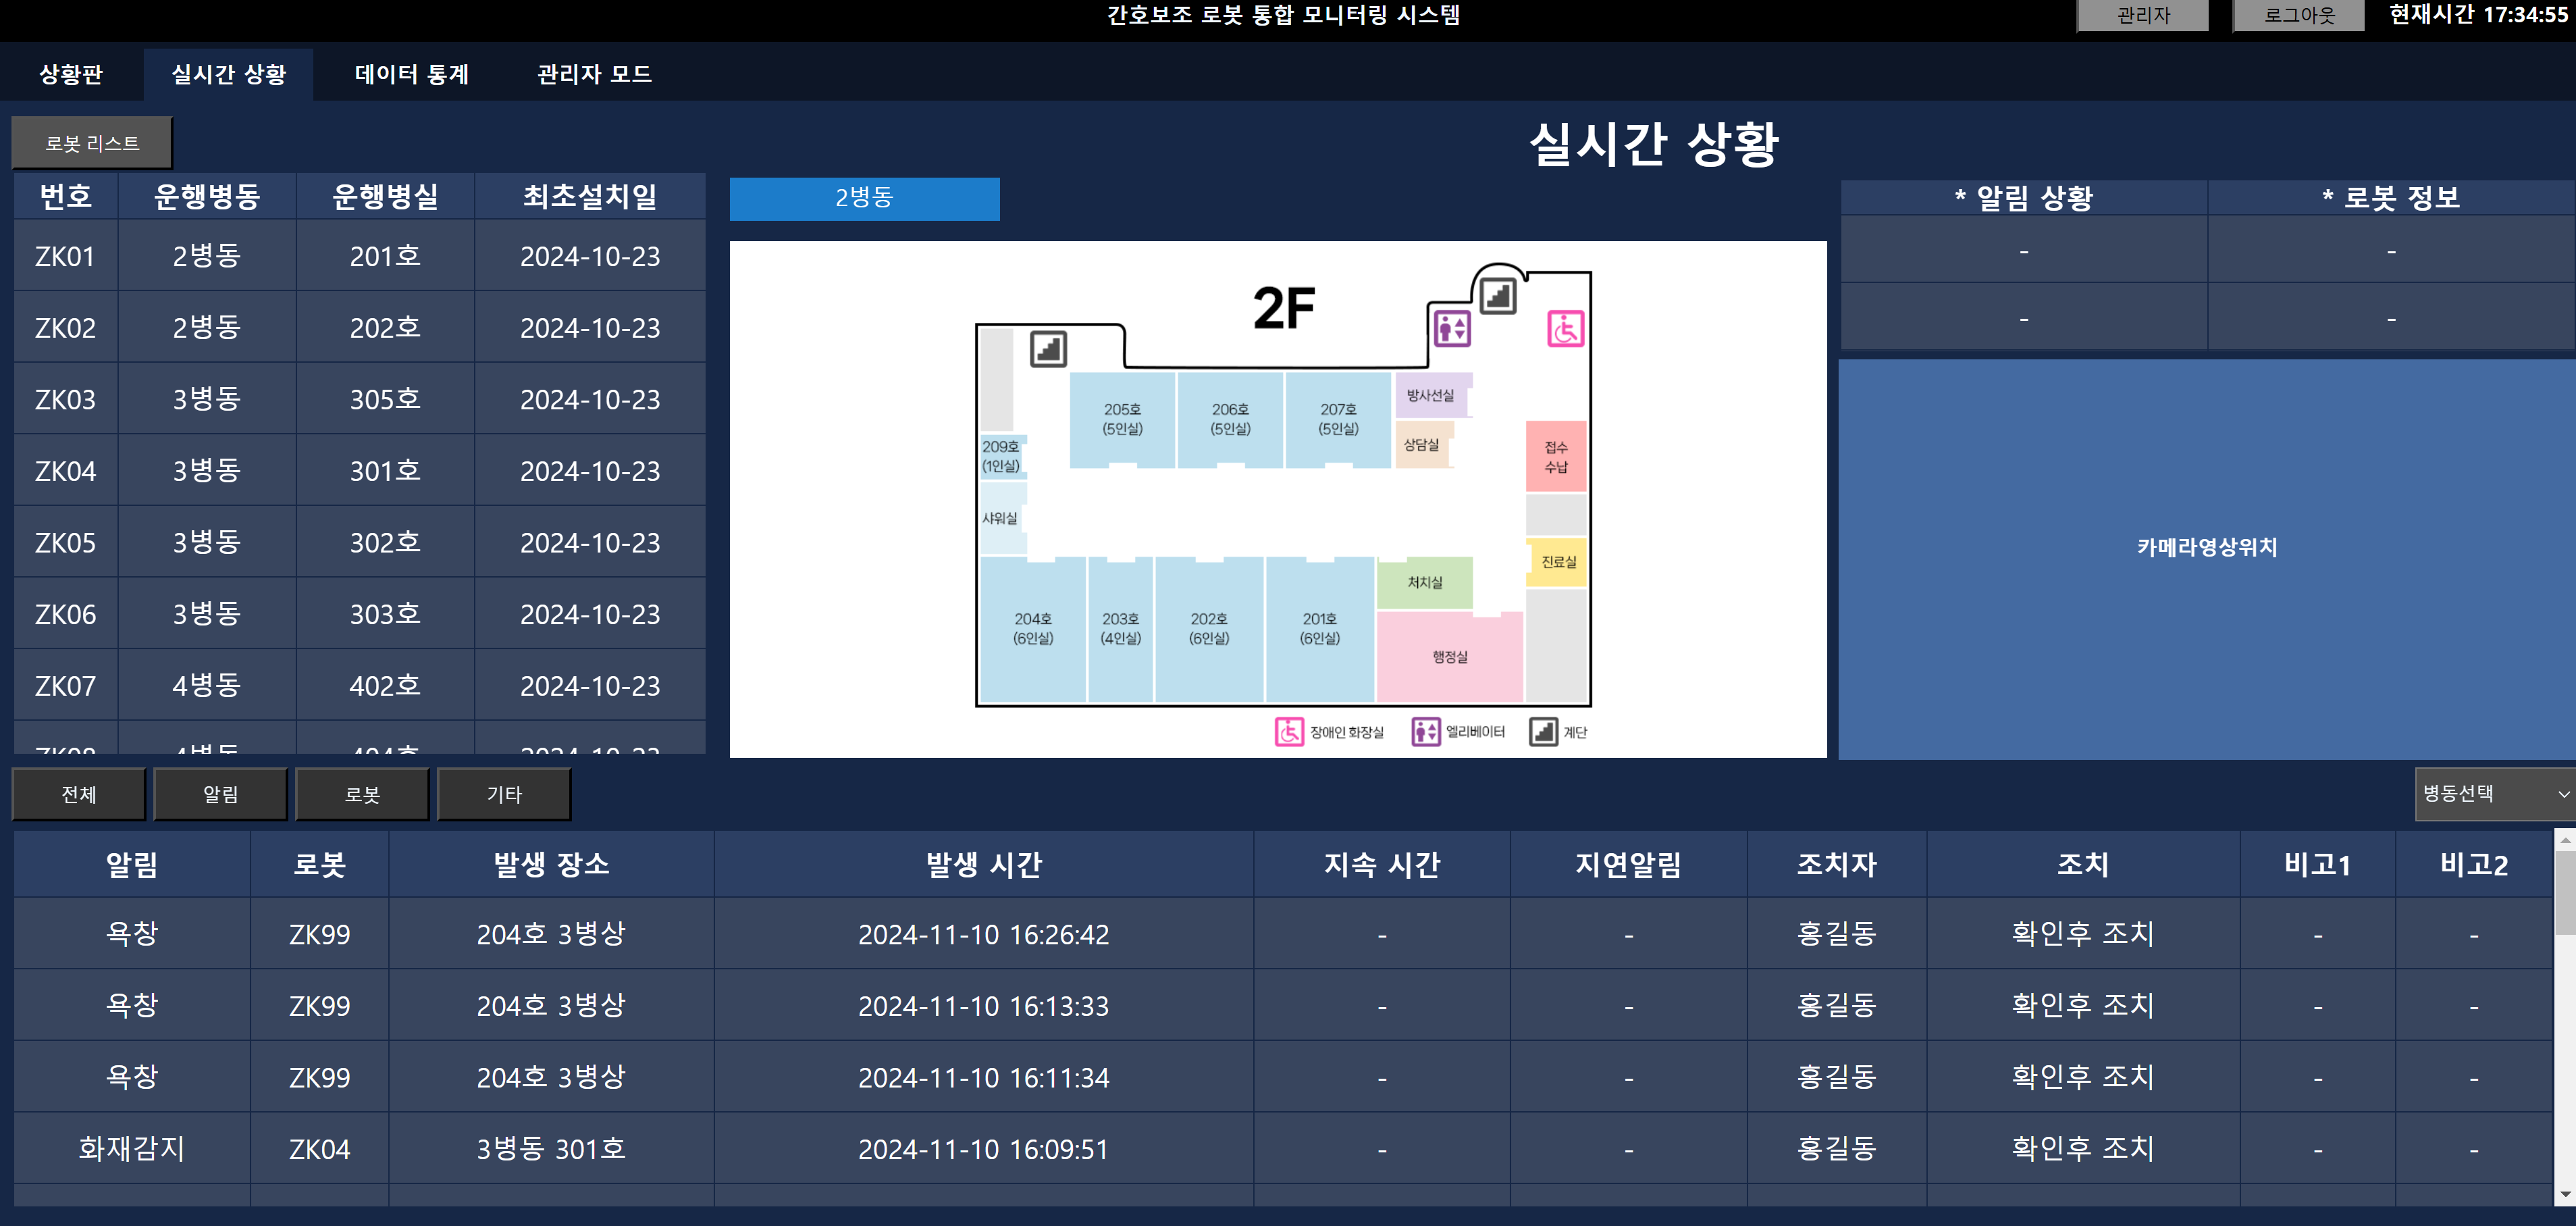 간호보조 로봇 통합 모니터링 시스템
관리자 로그아웃 현재시간 17:34:55
상황판 실시간 상황 데이터 통계 관리자 모드
로봇 리스트
번호 운행병동 운행병실 최초설치일
ZK01 2병동 201호 2024-10-23
ZK02 2병동 202호 2024-10-23
ZK03 3병동 305호 2024-10-23
ZK04 3병동 301호 2024-10-23
ZK05 3병동 302호 2024-10-23
ZK06 3병동 303호 2024-10-23
ZK07 4병동 402호 2024-10-23
실시간 상황
2병동
2F
205호
(5인실)
206호
(5인실)
207호
(5인실)
방사선실
상담실
접수
수납
209호
(1인실)
샤워실
진료실
처치실
204호
(6인실)
203호
(4인실)
202호
(6인실)
201호
(6인실)
행정실
장애인 화장실 엘리베이터 계단
* 알림 상황 * 로봇 정보
- -
- -
카메라영상위치
전체 알림 로봇 기타 병동선택
알림 로봇 발생 장소 발생 시간 지속 시간 지연알림 조치자 조치 비고1 비고2
욕창 ZK99 204호 3병상 2024-11-10 16:26:42 - - 홍길동 확인후 조치 - -
욕창 ZK99 204호 3병상 2024-11-10 16:13:33 - - 홍길동 확인후 조치 - -
욕창 ZK99 204호 3병상 2024-11-10 16:11:34 - - 홍길동 확인후 조치 - -
화재감지 ZK04 3병동 301호 2024-11-10 16:09:51 - - 홍길동 확인후 조치 - -